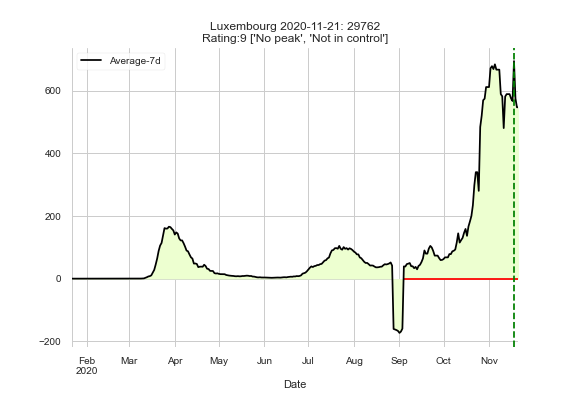 Luxembourg 2020-11-21: 29762
Rating:9 ['No peak', 'Not in control']
Average-7d
600
400
200
0
−200
Feb Mar Apr May Jun Jul Aug Sep Oct Nov
2020
Date